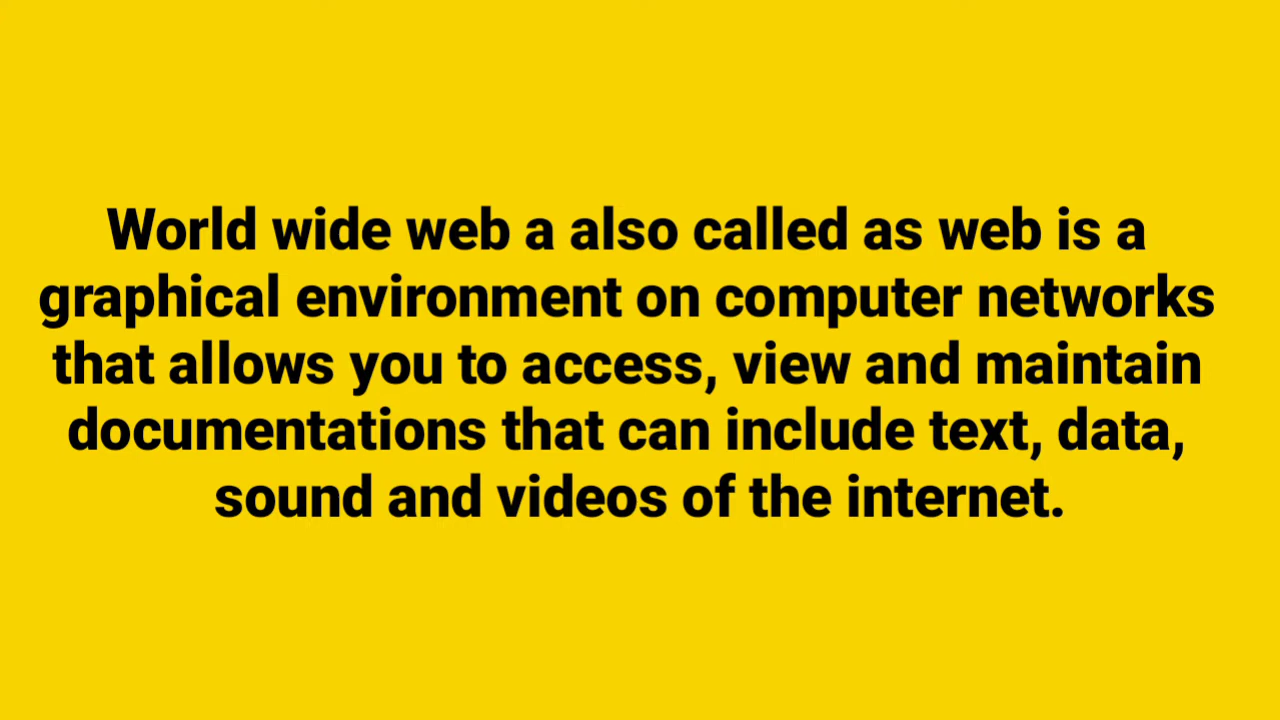 World wide web a also called as web is a
graphical environment on computer networks
that allows you to access, view and maintain
documentations that can include text, data,
sound and videos of the internet.